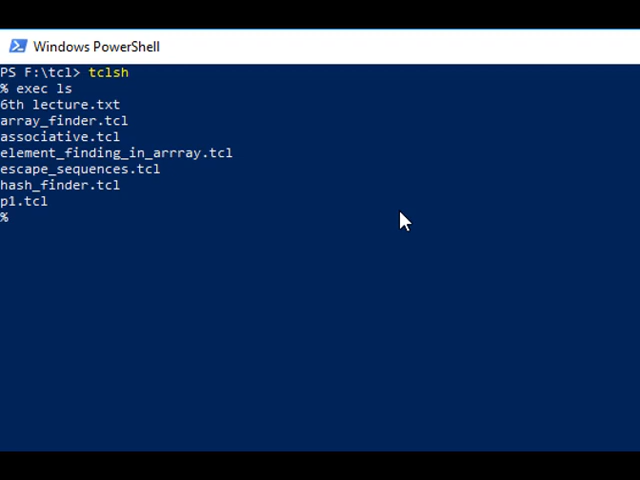 Windows PowerShell
PS F:\tcl> tclsh
% exec ls
6th lecture.txt
array_finder.tcl
associative.tcl
element_finding_in_arrray.tcl
escape_sequences.tcl
hash_finder.tcl
p1.tcl
%